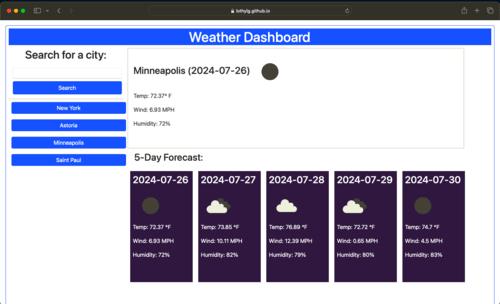 bthylg.github.io
Weather Dashboard
Search for a city:
Search
New York
Astoria
Minneapolis
Saint Paul
Minneapolis (2024-07-26)
Temp: 72.37° F
Wind: 6.93 MPH
Humidity: 72%
5-Day Forecast:
2024-07-26
Temp: 72.37 °F
Wind: 6.93 MPH
Humidity: 72%
2024-07-27
Temp: 73.85 °F
Wind: 10.11 MPH
Humidity: 82%
2024-07-28
Temp: 76.89 °F
Wind: 12.39 MPH
Humidity: 79%
2024-07-29
Temp: 72.72 °F
Wind: 0.65 MPH
Humidity: 80%
2024-07-30
Temp: 74.7 °F
Wind: 4.5 MPH
Humidity: 83%